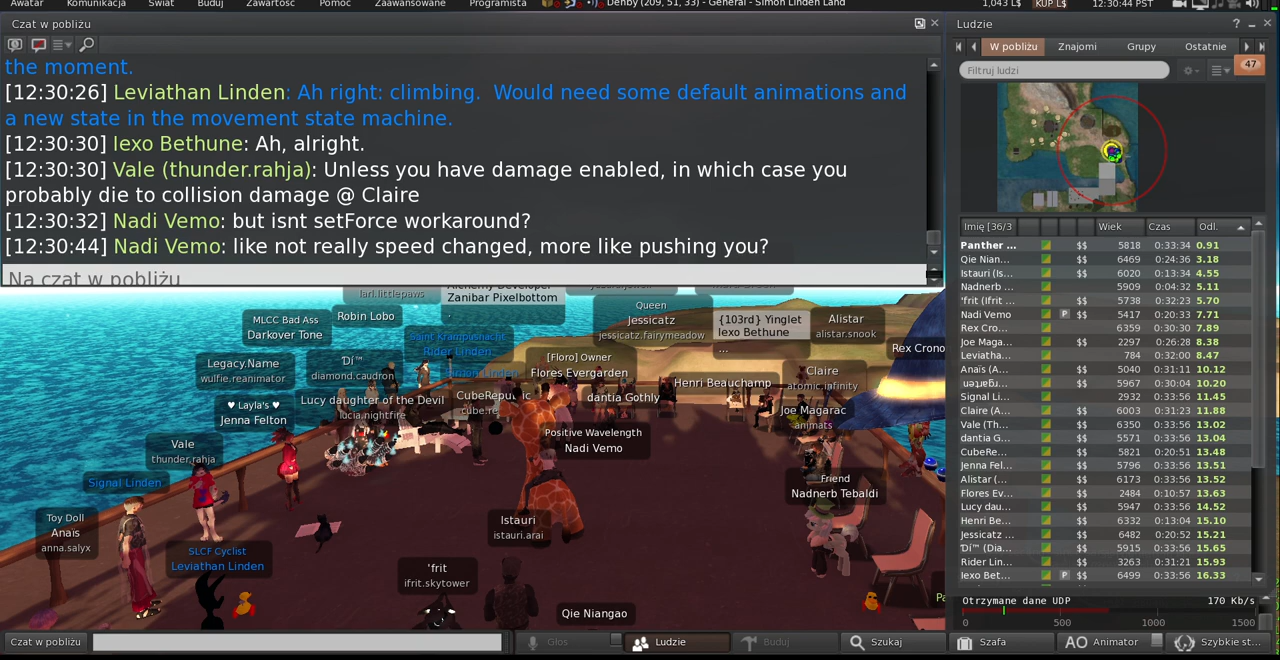 Awatar Komunikacja Świat Buduj Zawartość Pomoc Zaawansowane Programista Denby (209, 51, 33) - General - Simon Linden Land 1,043 L$ KUP L$ 12:30:44 PST
Czat w pobliżu
the moment.
[12:30:26] Leviathan Linden: Ah right: climbing.  Would need some default animations and
a new state in the movement state machine.
[12:30:30] Iexo Bethune: Ah, alright.
[12:30:30] Vale (thunder.rahja): Unless you have damage enabled, in which case you
probably die to collision damage @ Claire
[12:30:32] Nadi Vemo: but isnt setForce workaround?
[12:30:44] Nadi Vemo: like not really speed changed, more like pushing you?
Na czat w pobliżu
larl.littlepaws
Alchemy Developer
Zanibar Pixelbottom
.
MLCC Bad Ass
Darkover Tone
Robin Lobo
Saint Krampusnacht
Rider Linden
Simon Linden
Queen
Jessicatz
jessicatz.fairymeadow
{103rd} Yinglet
Iexo Bethune
...
Alistar
alistar.snook
Rex Crono
Legacy.Name
wulfie.reanimator
Ɗí™
diamond.caudron
[Floro] Owner
Flores Evergarden
Henri Beauchamp
Claire
atomic.infinity
♥ Layla's ♥
Jenna Felton
Lucy daughter of the Devil
lucia.nightfire
CubeRepublic
cube.re
dantia Gothly
Joe Magarac
animats
Vale
thunder.rahja
Positive Wavelength
Nadi Vemo
Signal Linden
Friend
Nadnerb Tebaldi
Toy Doll
Anaïs
anna.salyx
Istauri
istauri.arai
SLCF Cyclist
Leviathan Linden
'frit
ifrit.skytower
Qie Niangao
Pa
Czat w pobliżu Głos Ludzie Buduj Szukaj
Ludzie ?
W pobliżu Znajomi Grupy Ostatnie
Filtruj ludzi 47
Imię [36/3 Wiek Czas Odl.
Panther ... $$ 5818 0:33:34 0.91
Qie Nian... $$ 6469 0:24:36 3.18
Istauri (Is... $$ 6020 0:13:34 4.55
Nadnerb ... 5909 0:04:32 5.11
'frit (Ifrit ... $$ 5738 0:32:23 5.70
Nadi Vemo P $$ 5417 0:20:33 7.71
Rex Cro... 6359 0:30:30 7.89
Joe Maga... $$ 2297 0:26:28 8.38
Leviatha... 784 0:32:00 8.47
Anaïs (A... $$ 5040 0:31:11 10.12
$$ 5967 0:30:04 10.20
Signal Li... 2932 0:33:56 11.45
Claire (A... $$ 6003 0:31:23 11.88
Vale (Th... $$ 6350 0:33:56 13.02
dantia G... $$ 5571 0:33:56 13.04
CubeRe... $$ 5821 0:20:51 13.48
Jenna Fel... $$ 5796 0:33:56 13.51
Alistar (... $$ 6173 0:33:56 13.52
Flores Ev... $$ 2484 0:10:57 13.63
Lucy dau... $$ 5947 0:33:56 14.52
Henri Be... $$ 6332 0:13:04 15.10
Jessicatz ... $$ 6482 0:20:52 15.21
Ɗí™ (Dia... $$ 5915 0:33:56 15.65
Rider Lin... $$ 3263 0:31:21 15.93
Iexo Bet... P $$ 6499 0:33:56 16.33
Otrzymane dane UDP 170 Kb/s
0 500 1000 1500
Szafa AO Animator Szybkie st...